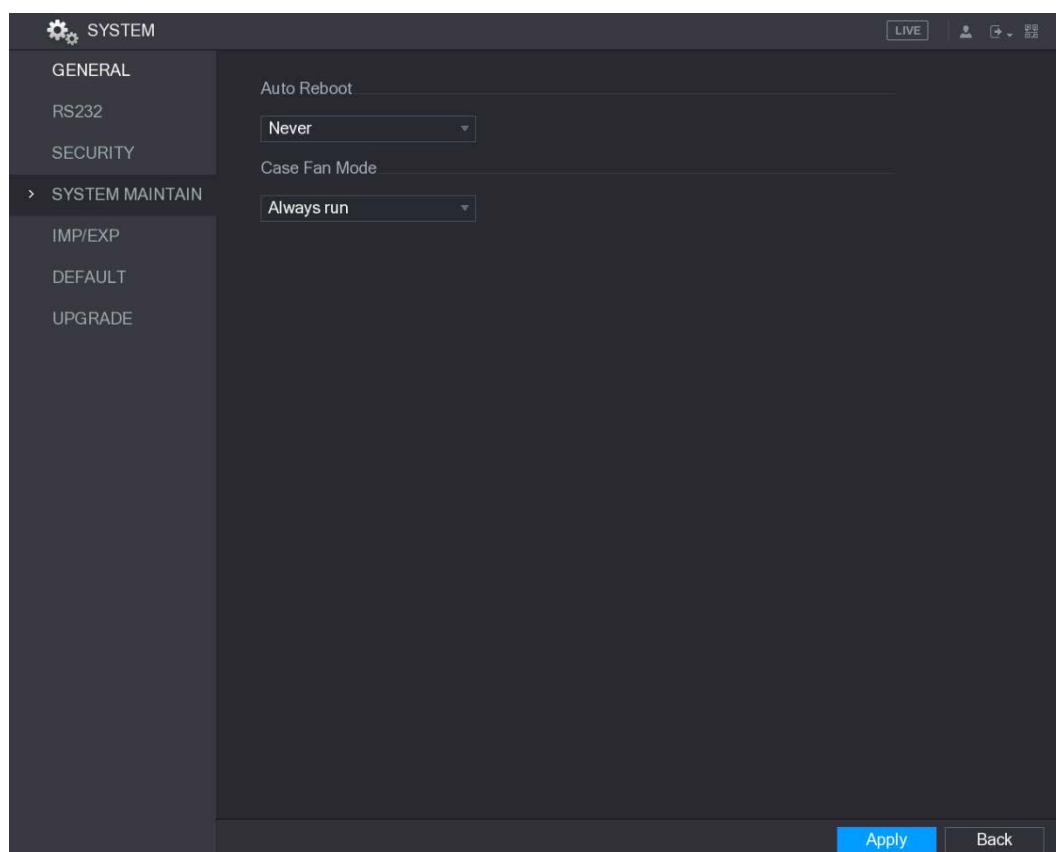 SYSTEM
LIVE
GENERAL
RS232
SECURITY
SYSTEM MAINTAIN
IMP/EXP
DEFAULT
UPGRADE
Auto Reboot
Never
Case Fan Mode
Always run
Apply
Back